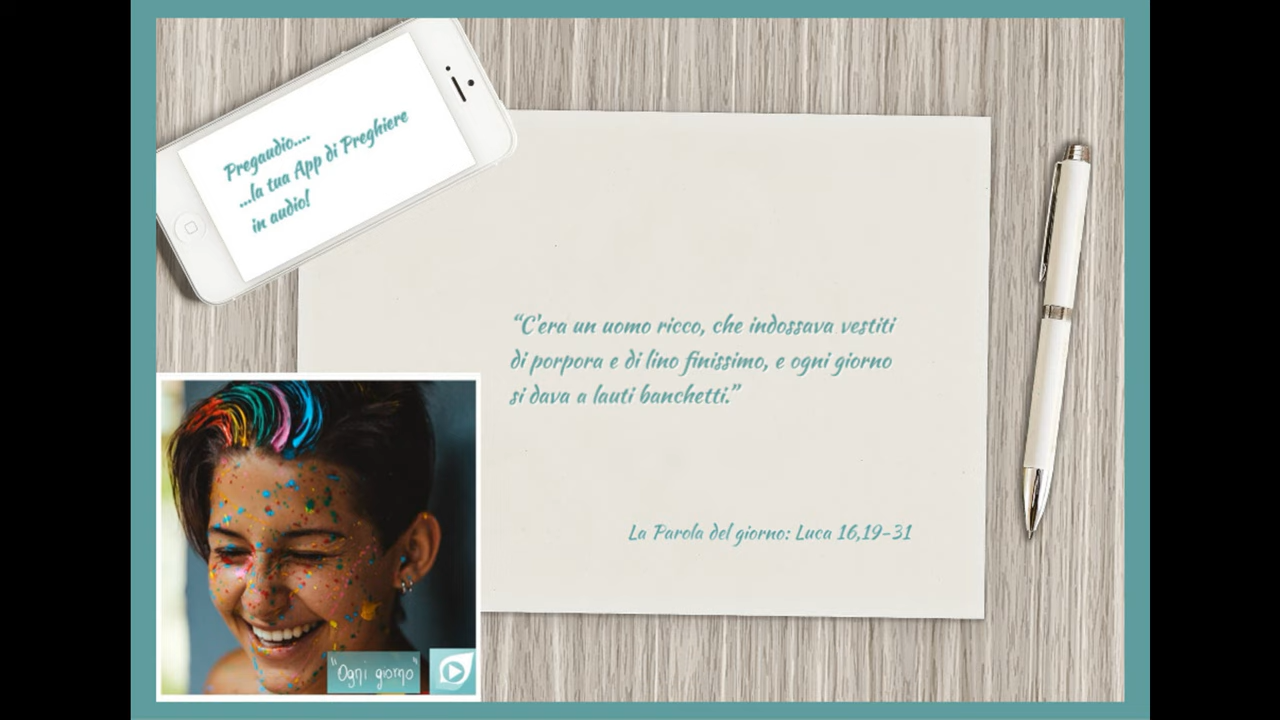 Pregaudio....
...la tua App di Preghiere
in audio!
“C'era un uomo ricco, che indossava vestiti
di porpora e di lino finissimo, e ogni giorno
si dava a lauti banchetti.”
La Parola del giorno: Luca 16,19-31
"Ogni giorno"